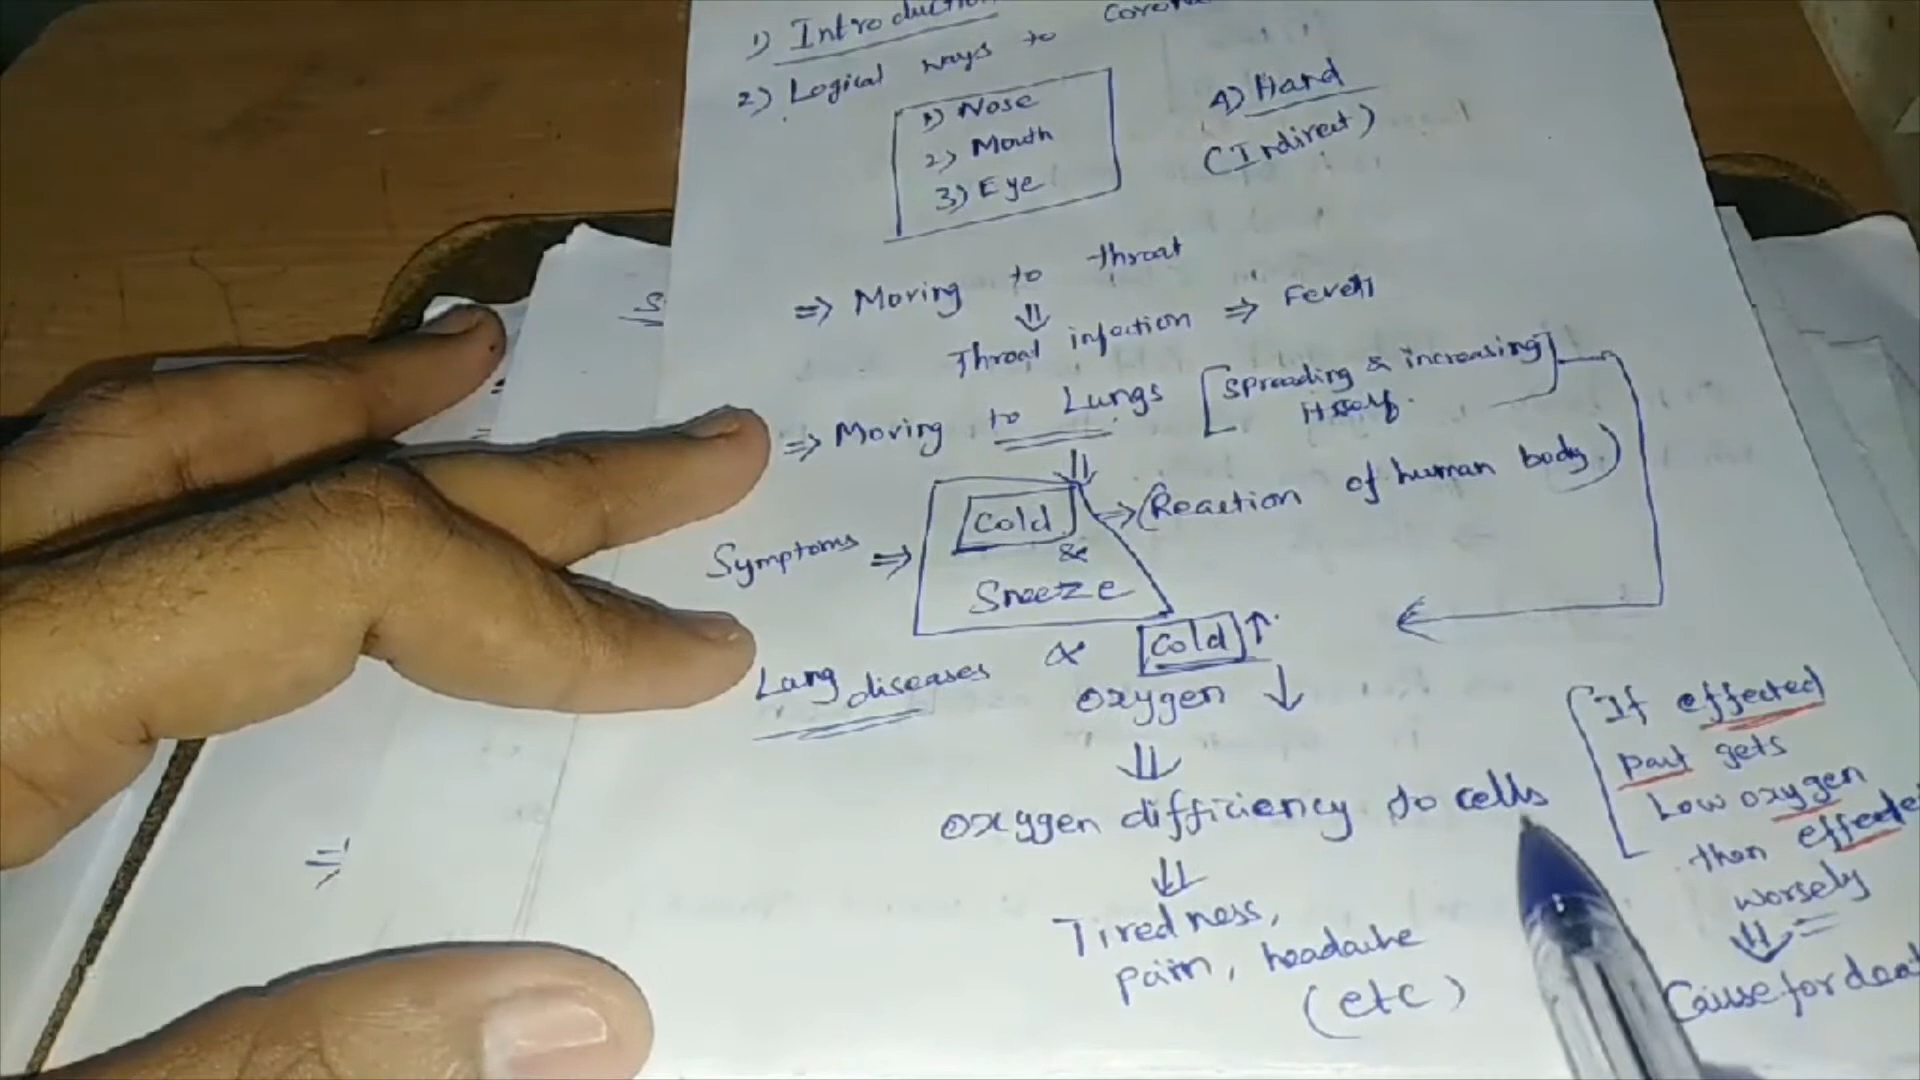 1) Introduction
2) Logical ways to corona
1) Nose
2) Mouth
3) Eye
4) Hand
(Indirect)
=> Moving to throat
Throat infection => Fever
=> Moving to Lungs [spreading & increasing]
itself.
Symptoms => Cold => (Reaction of human body)
&
Sneeze
Lung diseases & Cold ↑
oxygen ↓
oxygen difficiency to cells
Tiredness,
pain, headache
(etc)
[If effected
part gets
Low oxygen
then effected
worsely
Cause for death